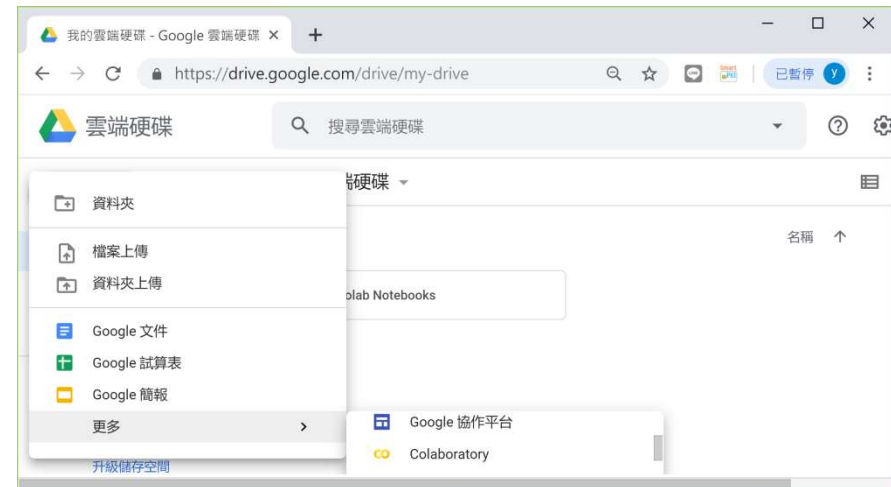 我的雲端硬碟 - Google 雲端硬碟
https://drive.google.com/drive/my-drive
已暫停 y
雲端硬碟
搜尋雲端硬碟
端硬碟
資料夾
名稱
檔案上傳
資料夾上傳
olab Notebooks
Google 文件
Google 試算表
Google 簡報
更多
Google 協作平台
Colaboratory
升級儲存空間